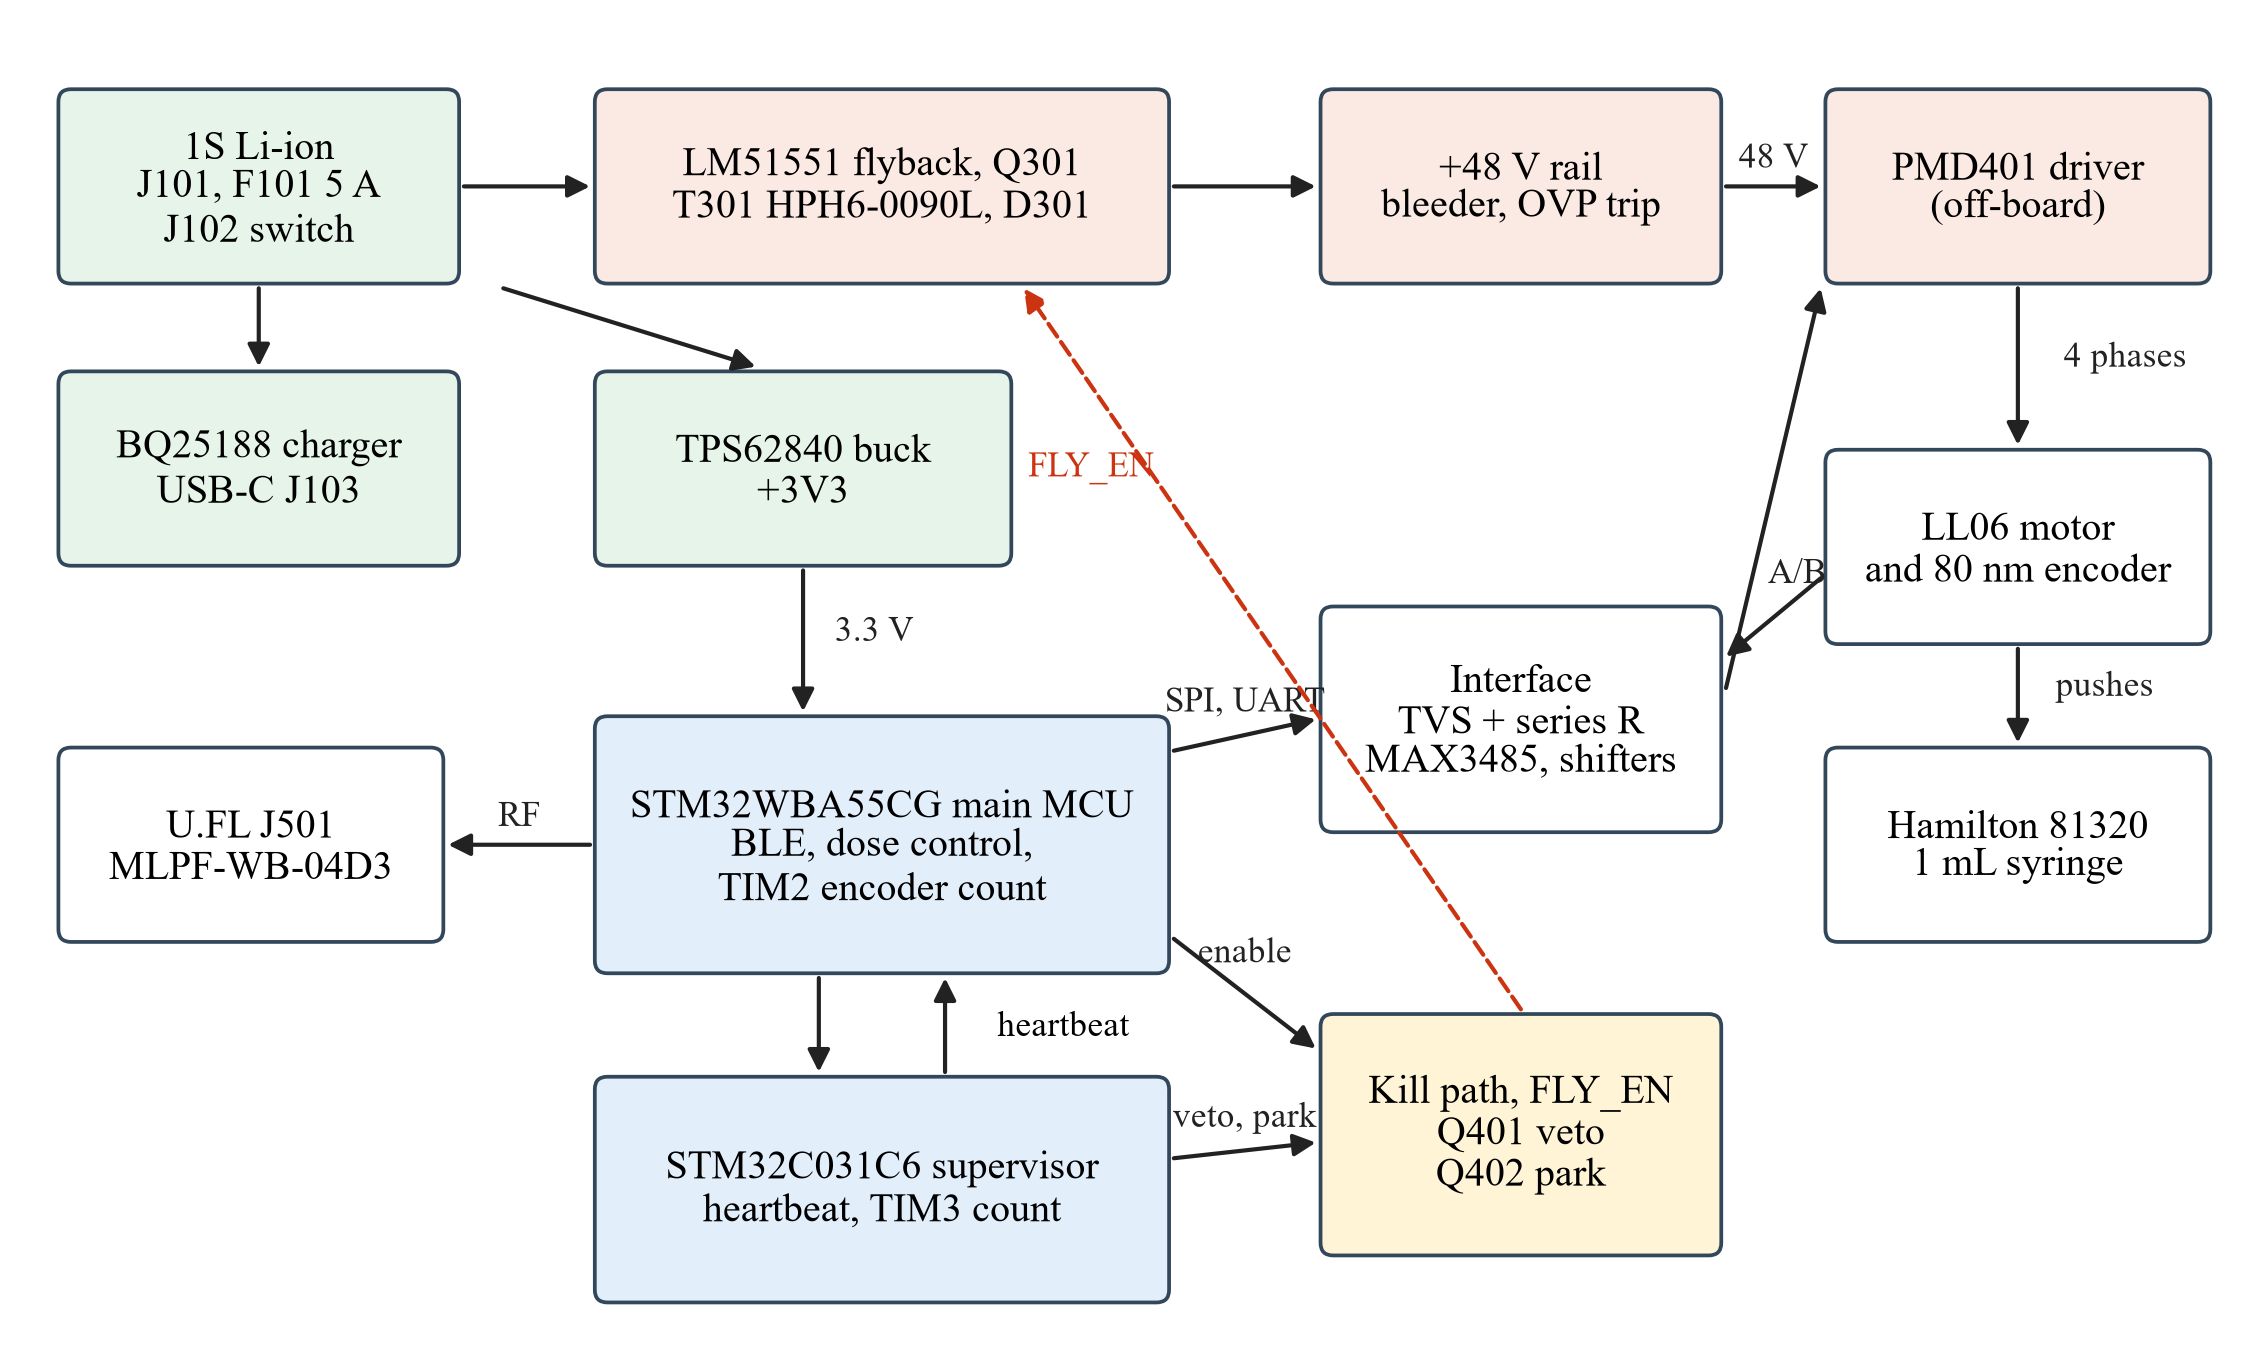 1S Li-ion
J101, F101 5 A
J102 switch
LM51551 flyback, Q301
T301 HPH6-0090L, D301
+48 V rail
bleeder, OVP trip
48 V
PMD401 driver
(off-board)
4 phases
BQ25188 charger
USB-C J103
TPS62840 buck
+3V3
FLY_EN
LL06 motor
and 80 nm encoder
A/B
3.3 V
Interface
TVS + series R
MAX3485, shifters
SPI, UART
pushes
U.FL J501
MLPF-WB-04D3
RF
STM32WBA55CG main MCU
BLE, dose control,
TIM2 encoder count
Hamilton 81320
1 mL syringe
enable
heartbeat
veto, park
Kill path, FLY_EN
Q401 veto
Q402 park
STM32C031C6 supervisor
heartbeat, TIM3 count